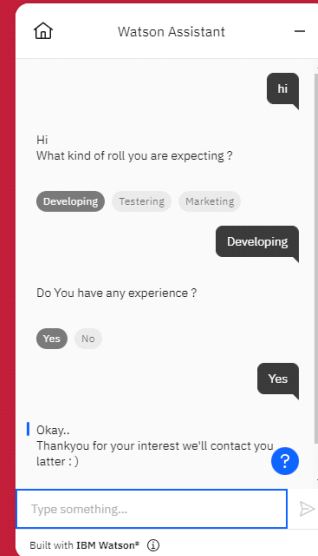 Watson Assistant
hi
Hi
What kind of roll you are expecting ?
Developing Testering Marketing
Developing
Do You have any experience ?
Yes No
Yes
Okay..
Thankyou for your interest we'll contact you
latter : )
?
Type something...
Built with IBM Watson®